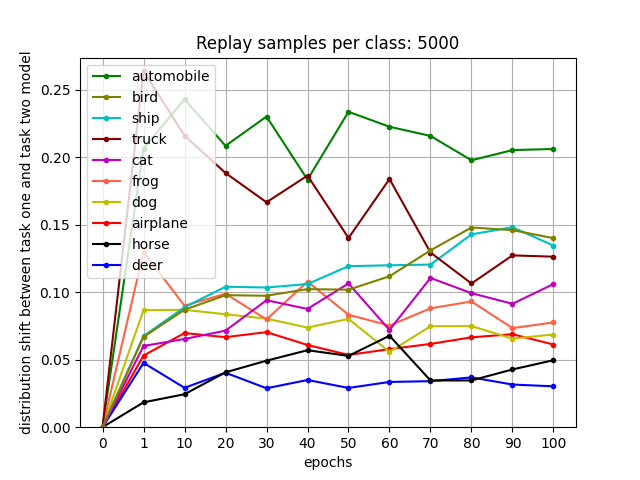 Replay samples per class: 5000
distribution shift between task one and task two model
0.25
0.20
0.15
0.10
0.05
0.00
automobile
bird
ship
truck
cat
frog
dog
airplane
horse
deer
0 1 10 20 30 40 50 60 70 80 90 100
epochs